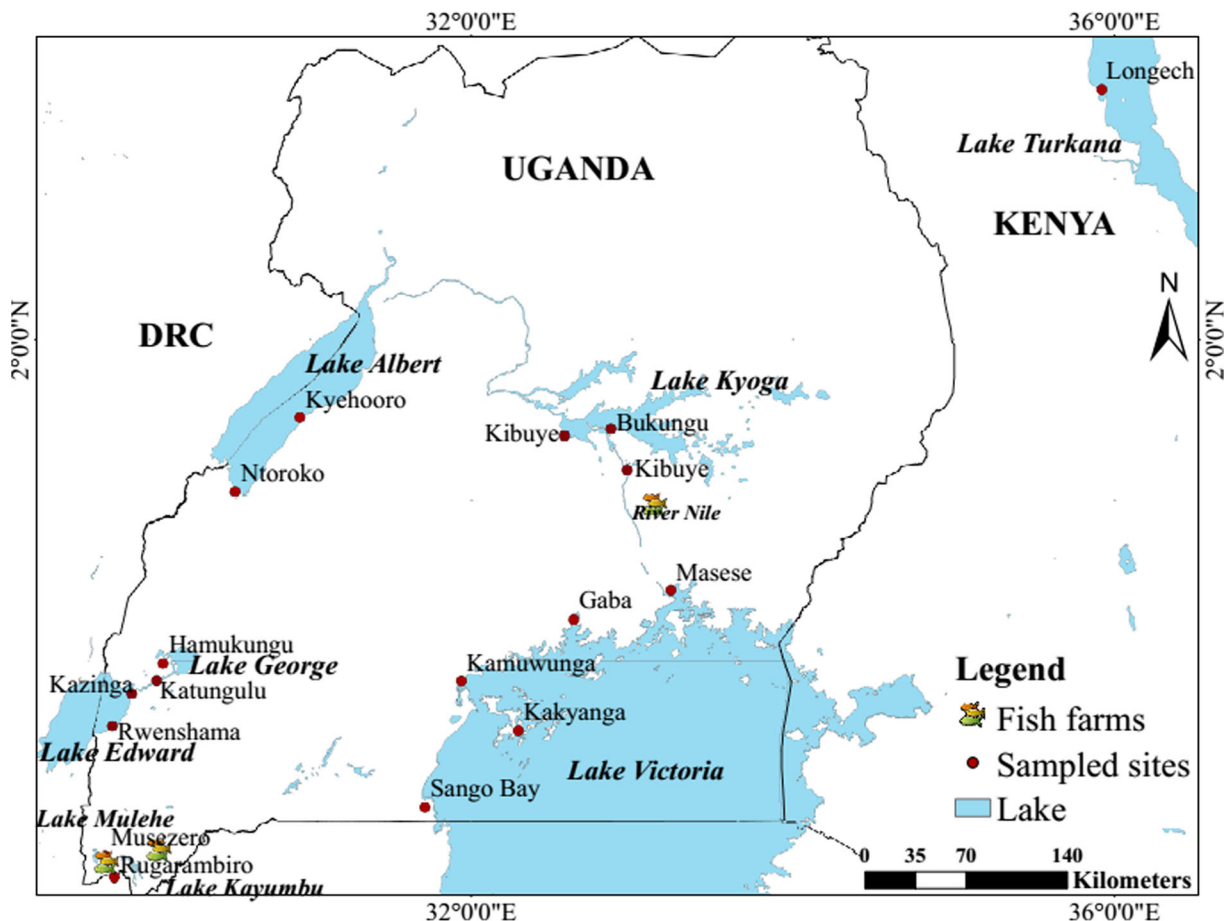 32°0'0"E
36°0'0"E
Longech
Lake Turkana
UGANDA
KENYA
N
2°0'0"N
2°0'0"N
DRC
Lake Albert
Kyehooro
Lake Kyoga
Bukungu
Kibuye
Kibuye
Ntoroko
River Nile
Masese
Gaba
Hamukungu
Lake George
Kazinga
Katungulu
Kamuwunga
Kakyanga
Rwenshama
Lake Edward
Lake Victoria
Sango Bay
Legend
Fish farms
Sampled sites
Lake
Lake Mulehe
Musezero
Rugarambiro
Lake Kayumbu
0 35 70 140
Kilometers
32°0'0"E
36°0'0"E